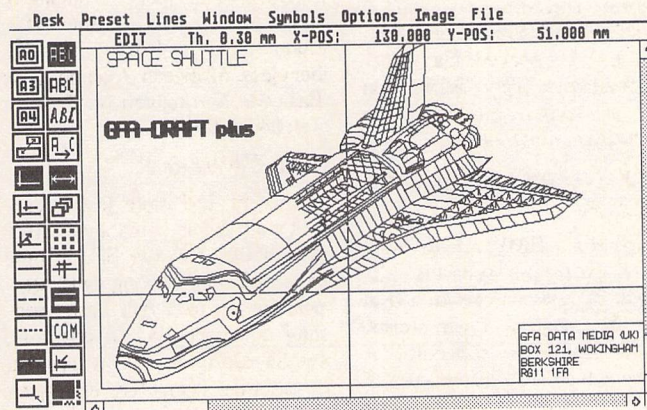 Desk Preset Lines Window Symbols Options Image File
EDIT Th. 0.30 mm X-POS: 130.000 Y-POS: 51.000 mm
SPACE SHUTTLE
GFA-DRAFT plus
A0 ABC
A3 ABC
A4 ABC
A C
COM
GFA DATA MEDIA (UK)
BOX 121, WOKINGHAM
BERKSHIRE
RG11 1FA